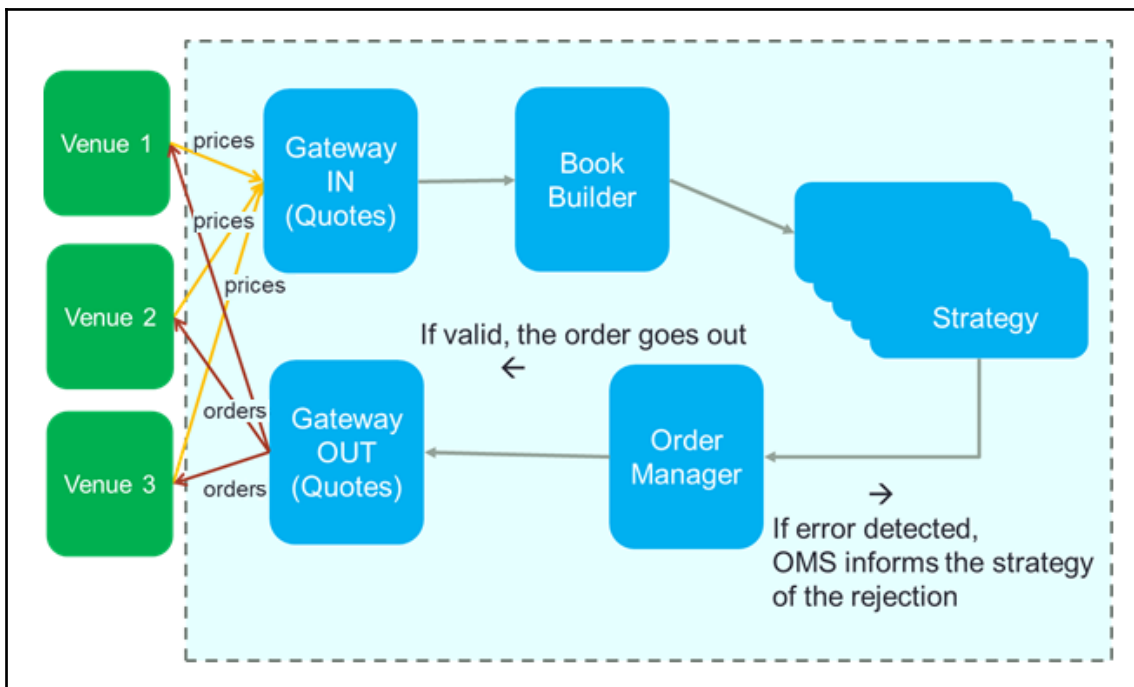 Venue 1
prices
Gateway
IN
(Quotes)
Book
Builder
prices
Venue 2
prices
Strategy
If valid, the order goes out
←
Venue 3
orders
orders
Gateway
OUT
(Quotes)
Order
Manager
→
If error detected,
OMS informs the strategy
of the rejection